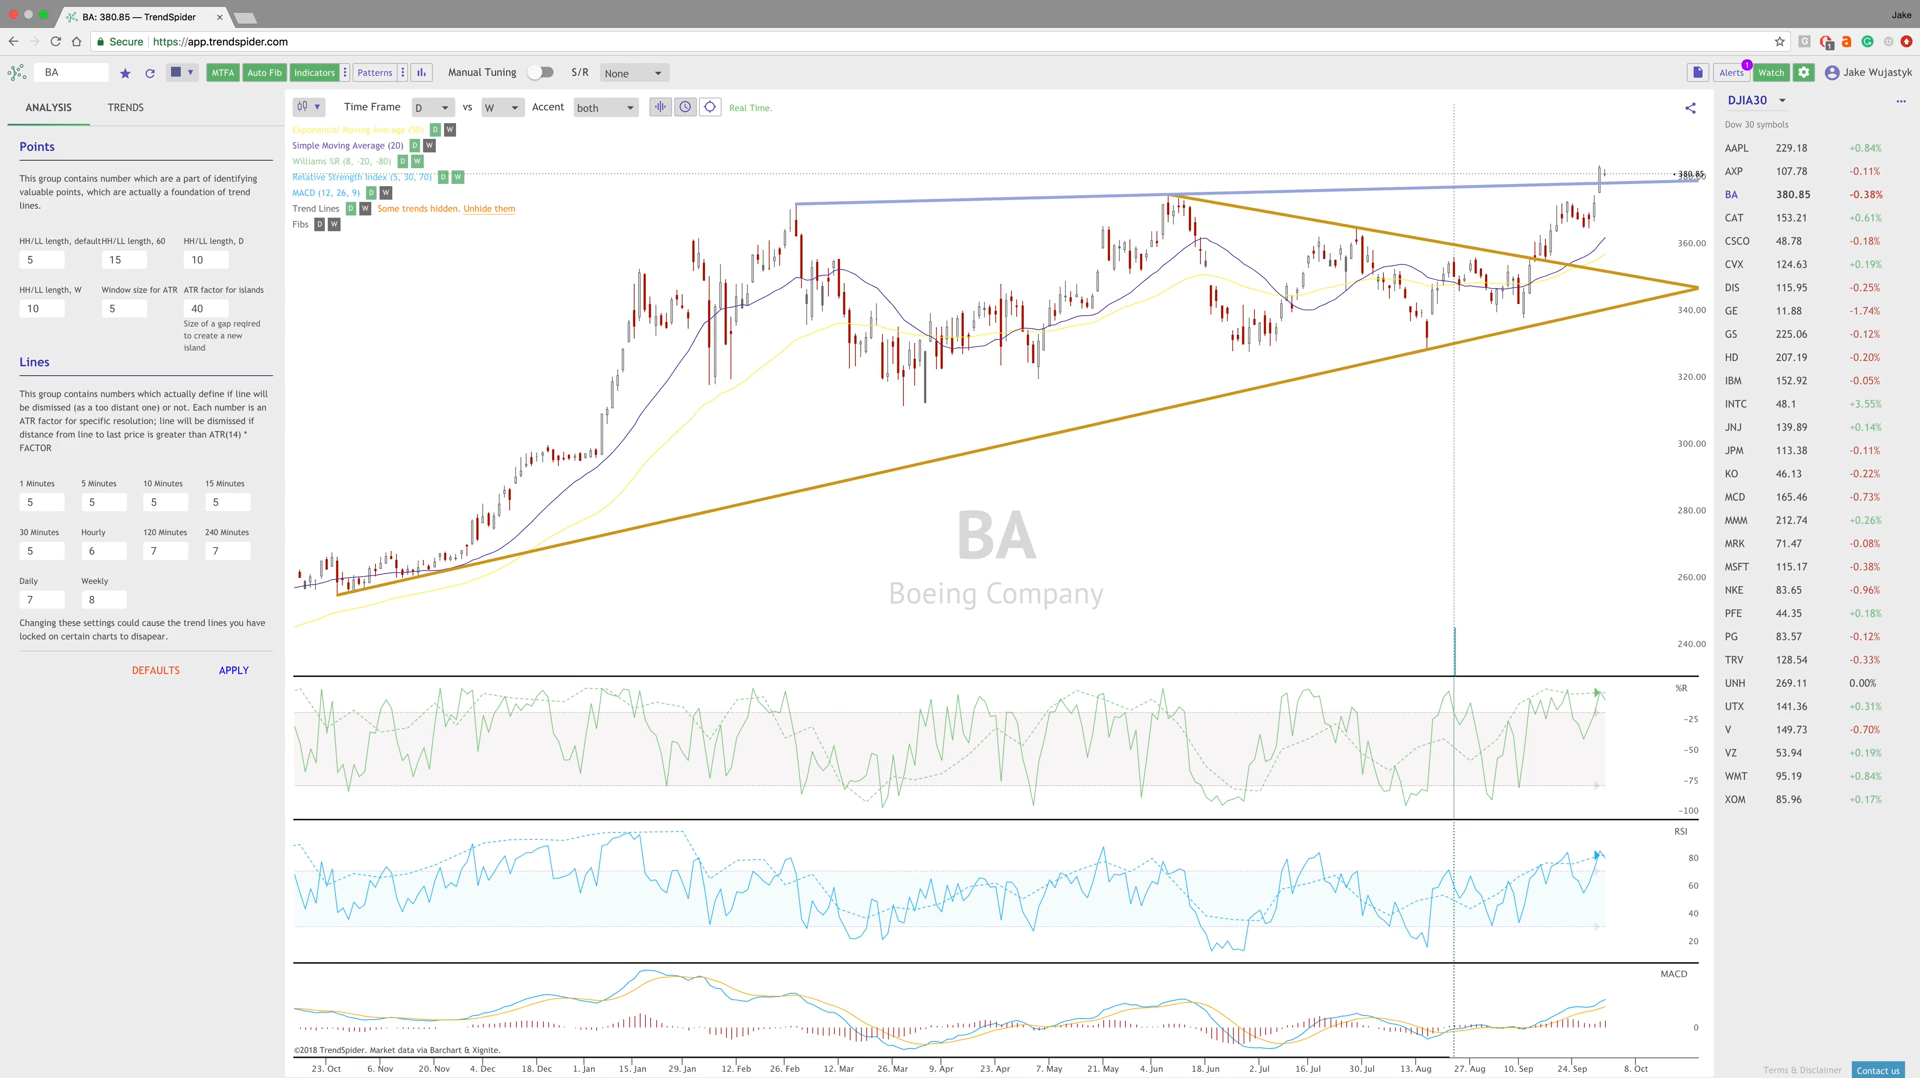 BA: 380.85 — TrendSpider
Jake
Secure https://app.trendspider.com
BA MTFA Auto Fib Indicators Patterns Manual Tuning S/R None Alerts 1 Watch Jake Wujastyk
ANALYSIS TRENDS
Time Frame D vs W Accent both Real Time.
DJIA30
Dow 30 symbols
Points
This group contains number which are a part of identifying
valuable points, which are actually a foundation of trend
lines.
HH/LL length, default HH/LL length, 60 HH/LL length, D
5 15 10
HH/LL length, W Window size for ATR ATR factor for islands
10 5 40
Size of a gap reqired
to create a new
island
Lines
This group contains numbers which actually define if line will
be dismissed (as a too distant one) or not. Each number is an
ATR factor for specific resolution; line will be dismissed if
distance from line to last price is greater than ATR(14) *
FACTOR
1 Minutes 5 Minutes 10 Minutes 15 Minutes
5 5 5 5
30 Minutes Hourly 120 Minutes 240 Minutes
5 6 7 7
Daily Weekly
7 8
Changing these settings could cause the trend lines you have
locked on certain charts to disapear.
DEFAULTS APPLY
Exponential Moving Average (50) D W
Simple Moving Average (20) D W
Williams %R (8, -20, -80) D W
Relative Strength Index (5, 30, 70) D W
MACD (12, 26, 9) D W
Trend Lines D W Some trends hidden. Unhide them
Fibs D W
380.85
360.00
340.00
320.00
300.00
280.00
260.00
240.00
BA
Boeing Company
%R
-25
-50
-75
-100
RSI
80
60
40
20
MACD
0
©2018 TrendSpider. Market data via Barchart & Xignite.
23. Oct 6. Nov 20. Nov 4. Dec 18. Dec 1. Jan 15. Jan 29. Jan 12. Feb 26. Feb 12. Mar 26. Mar 9. Apr 23. Apr 7. May 21. May 4. Jun 18. Jun 2. Jul 16. Jul 30. Jul 13. Aug 27. Aug 10. Sep 24. Sep 8. Oct
AAPL 229.18 +0.84%
AXP 107.78 -0.11%
BA 380.85 -0.38%
CAT 153.21 +0.61%
CSCO 48.78 -0.18%
CVX 124.63 +0.19%
DIS 115.95 -0.25%
GE 11.88 -1.74%
GS 225.06 -0.12%
HD 207.19 -0.20%
IBM 152.92 -0.05%
INTC 48.1 +3.55%
JNJ 139.89 +0.14%
JPM 113.38 -0.11%
KO 46.13 -0.22%
MCD 165.46 -0.73%
MMM 212.74 +0.26%
MRK 71.47 -0.08%
MSFT 115.17 -0.38%
NKE 83.65 -0.96%
PFE 44.35 +0.18%
PG 83.57 -0.12%
TRV 128.54 -0.33%
UNH 269.11 0.00%
UTX 141.36 +0.31%
V 149.73 -0.70%
VZ 53.94 +0.19%
WMT 95.19 +0.84%
XOM 85.96 +0.17%
Terms & Disclaimer Contact us